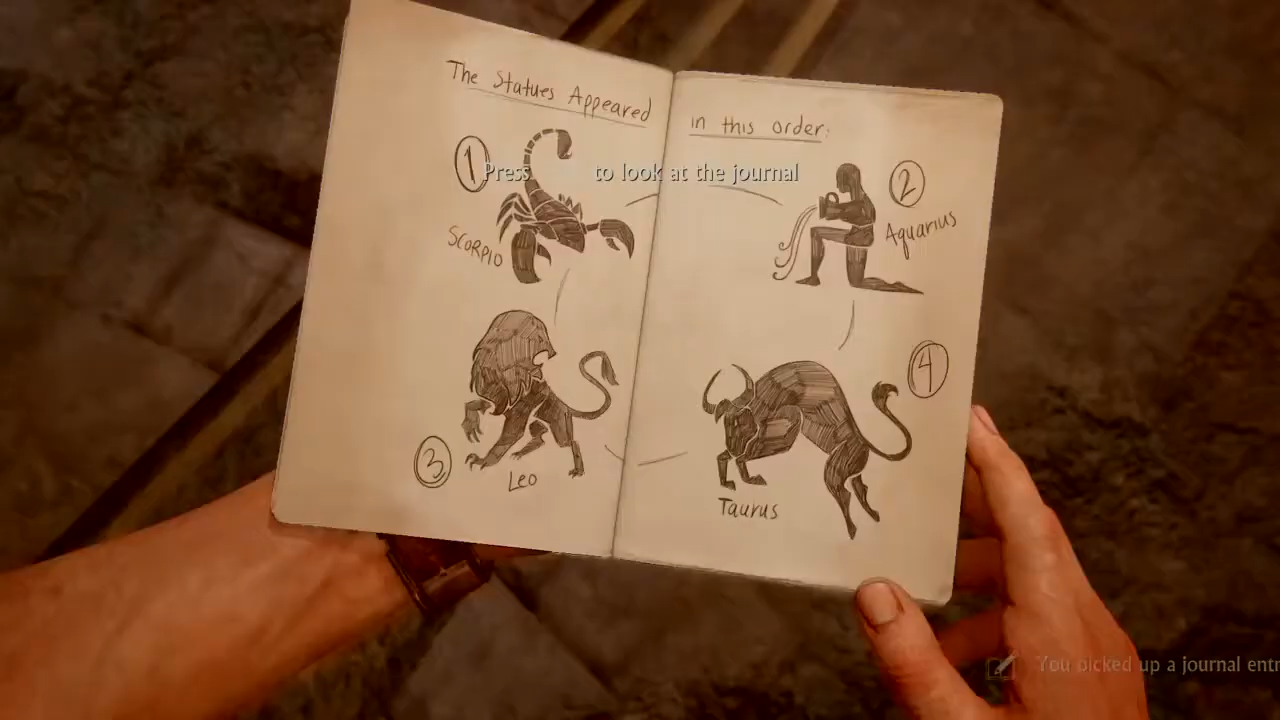 The Statues Appeared
in this order:
1
Press to look at the journal
2
SCORPIO
Aquarius
3
Leo
4
Taurus
You picked up a journal entr